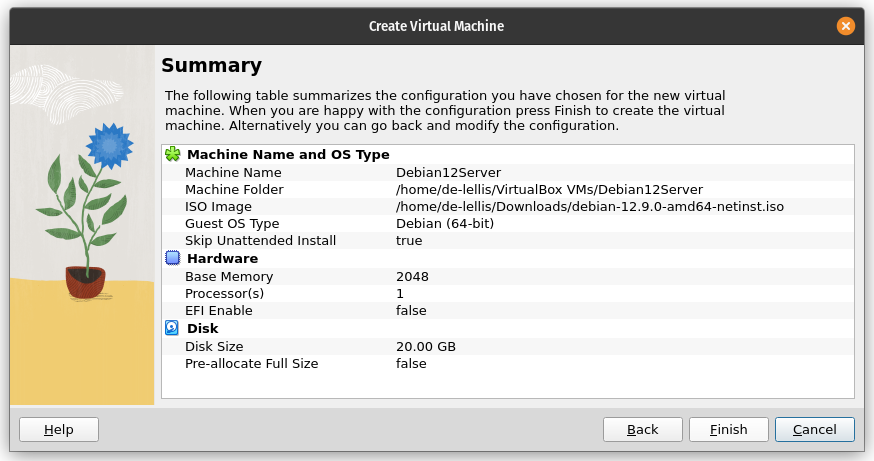 Create Virtual Machine
Summary
The following table summarizes the configuration you have chosen for the new virtual
machine. When you are happy with the configuration press Finish to create the virtual
machine. Alternatively you can go back and modify the configuration.
Machine Name and OS Type
Machine Name Debian12Server
Machine Folder /home/de-lellis/VirtualBox VMs/Debian12Server
ISO Image /home/de-lellis/Downloads/debian-12.9.0-amd64-netinst.iso
Guest OS Type Debian (64-bit)
Skip Unattended Install true
Hardware
Base Memory 2048
Processor(s) 1
EFI Enable false
Disk
Disk Size 20.00 GB
Pre-allocate Full Size false
Help Back Finish Cancel